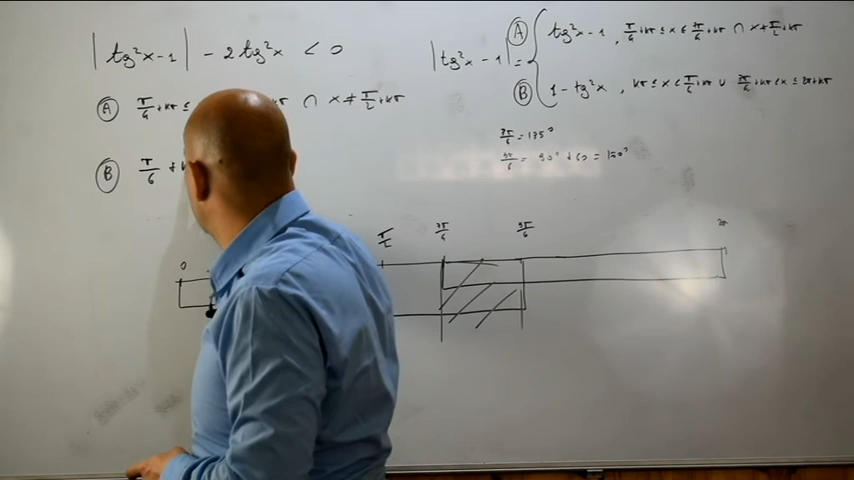 |tg²x-1| - 2tg²x < 0
|tg²x-1| =
Ⓐ tg²x-1 , π/4+kπ ≤ x ≤ 3π/4+kπ ∩ x≠π/2+kπ
Ⓑ 1-tg²x , kπ ≤ x < π/4+kπ ∪ 3π/4+kπ < x ≤ 2π+kπ
Ⓐ π/4+kπ ≤ ∩ x≠π/2+kπ
Ⓑ π/6 +
3π/4 = 135°
5π/6 = 90°+60 = 150°
0 π/2 3π/4 5π/6 2π